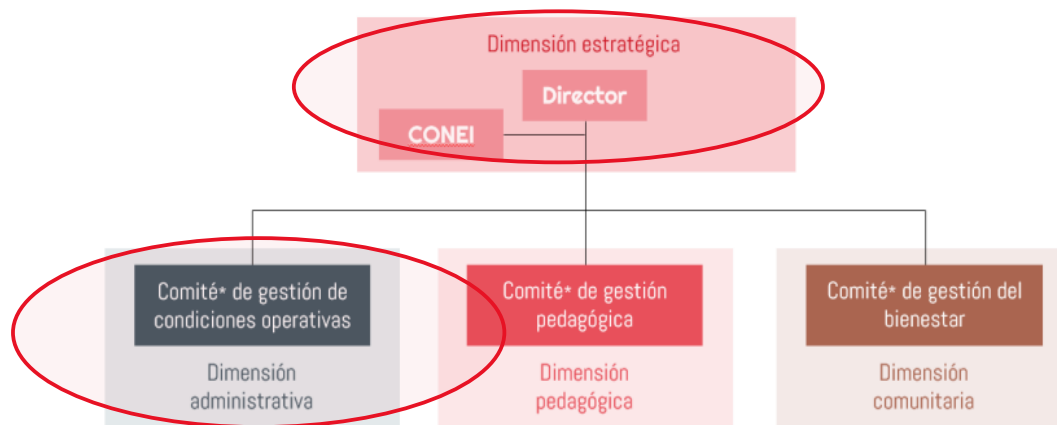 Dimensión estratégica
Director
CONEI
Comité* de gestión de
condiciones operativas
Dimensión
administrativa
Comité* de gestión
pedagógica
Dimensión
pedagógica
Comité* de gestión del
bienestar
Dimensión
comunitaria